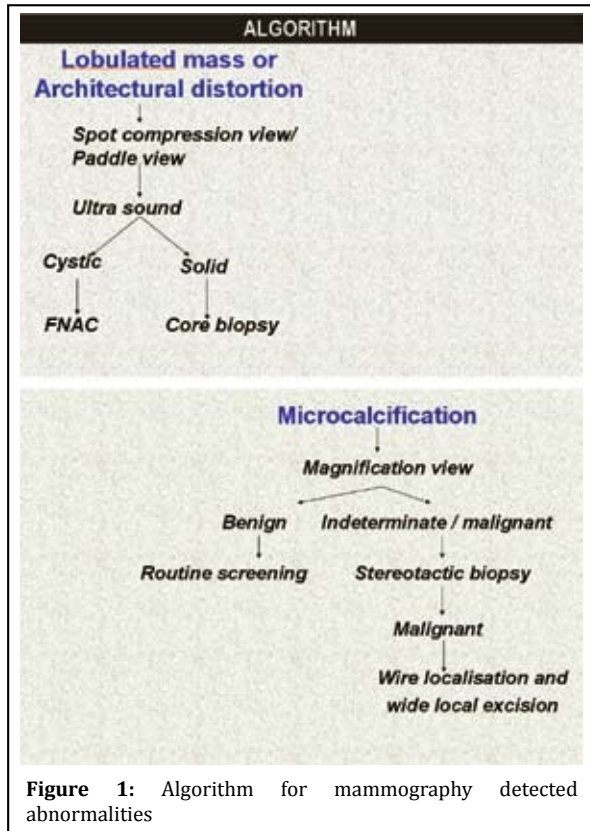 ALGORITHM
Lobulated mass or
Architectural distortion
Spot compression view/
Paddle view
Ultra sound
Cystic
Solid
FNAC
Core biopsy
Microcalcification
Magnification view
Benign
Indeterminate / malignant
Routine screening
Stereotactic biopsy
Malignant
Wire localisation and
wide local excision
Figure 1: Algorithm for mammography detected
abnormalities